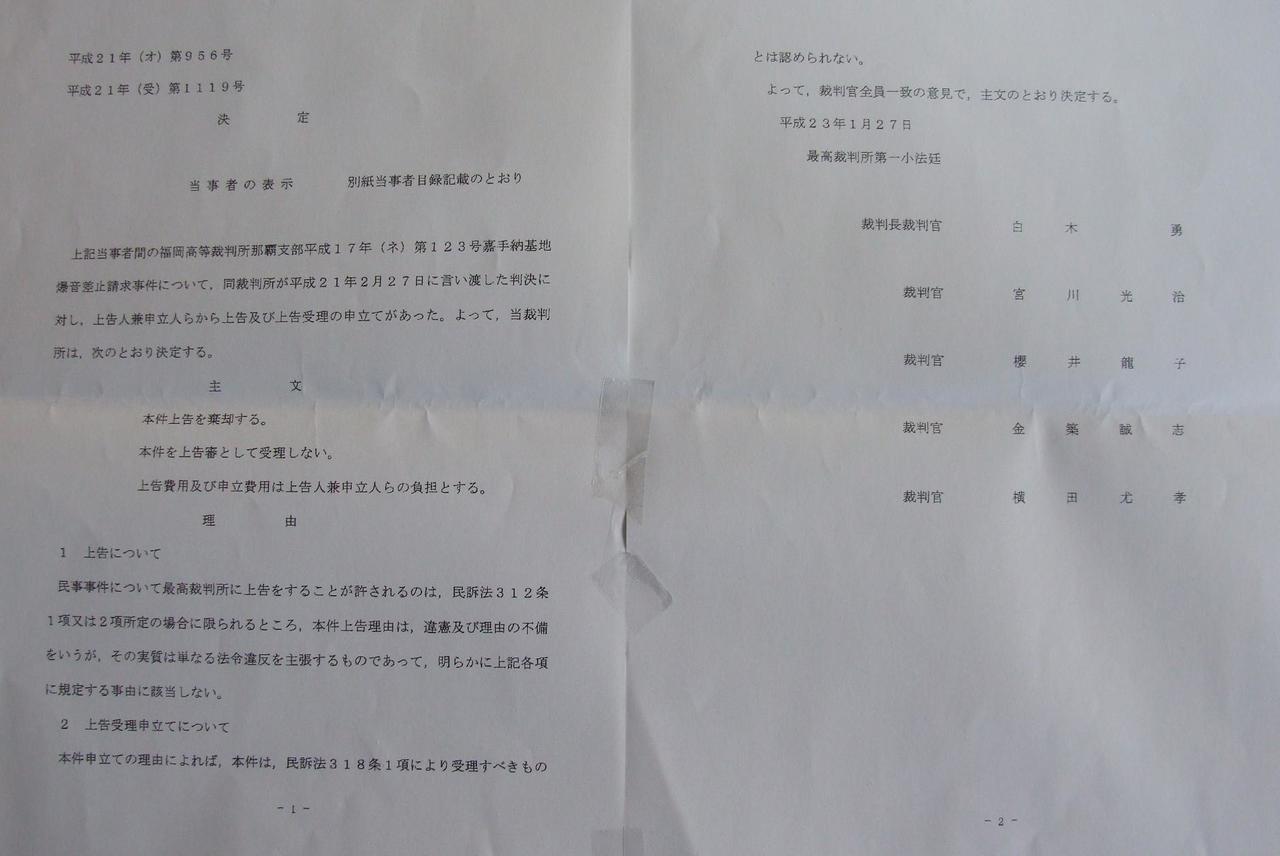 平成２１年（オ）第９５６号
平成２１年（受）第１１１９号
決　　　　定
当事者の表示　　　別紙当事者目録記載のとおり
上記当事者間の福岡高等裁判所那覇支部平成１７年（ネ）第１２３号嘉手納基地
爆音差止請求事件について，同裁判所が平成２１年２月２７日に言い渡した判決に
対し，上告人兼申立人らから上告及び上告受理の申立てがあった。よって，当裁判
所は，次のとおり決定する。
主　　　　文
本件上告を棄却する。
本件を上告審として受理しない。
上告費用及び申立費用は上告人兼申立人らの負担とする。
理　　　　由
１　上告について
民事事件について最高裁判所に上告をすることが許されるのは，民訴法３１２条
１項又は２項所定の場合に限られるところ，本件上告理由は，違憲及び理由の不備
をいうが，その実質は単なる法令違反を主張するものであって，明らかに上記各項
に規定する事由に該当しない。
２　上告受理申立てについて
本件申立ての理由によれば，本件は，民訴法３１８条１項により受理すべきもの
－１－
とは認められない。
よって，裁判官全員一致の意見で，主文のとおり決定する。
平成２３年１月２７日
最高裁判所第一小法廷
裁判長裁判官　　　白　木　　　勇
裁判官　　　宮　川　光　治
裁判官　　　櫻　井　龍　子
裁判官　　　金　築　誠　志
裁判官　　　横　田　尤　孝
－２－